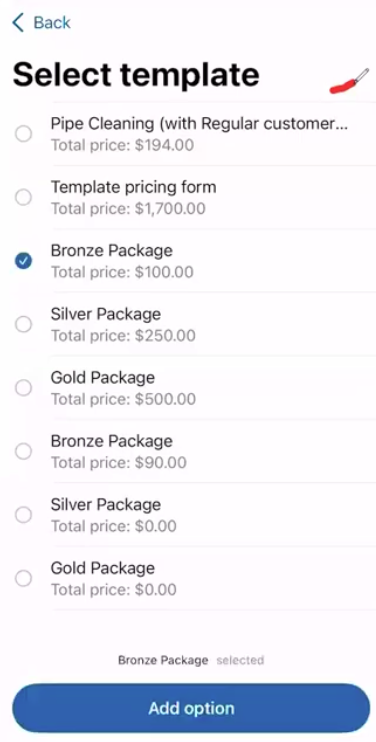 Back
Select template
Pipe Cleaning (with Regular customer...
Total price: $194.00
Template pricing form
Total price: $1,700.00
Bronze Package
Total price: $100.00
Silver Package
Total price: $250.00
Gold Package
Total price: $500.00
Bronze Package
Total price: $90.00
Silver Package
Total price: $0.00
Gold Package
Total price: $0.00
Bronze Package selected
Add option